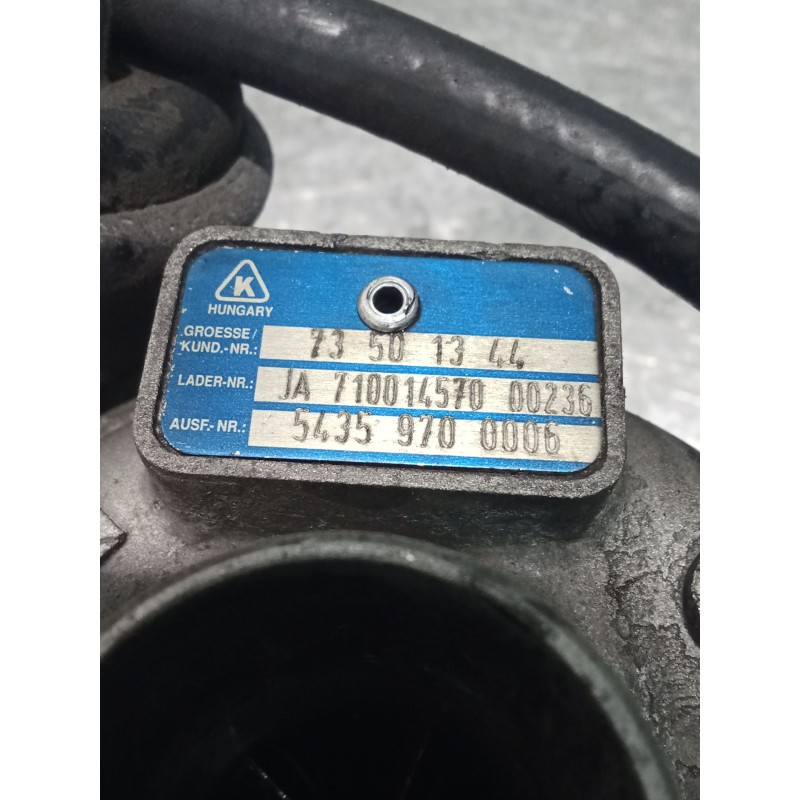 K
HUNGARY
GROESSE/
KUND.-NR.: 73 50 13 44
LADER-NR.: JA 710014570 00236
AUSF.-NR.: 5435 970 0006